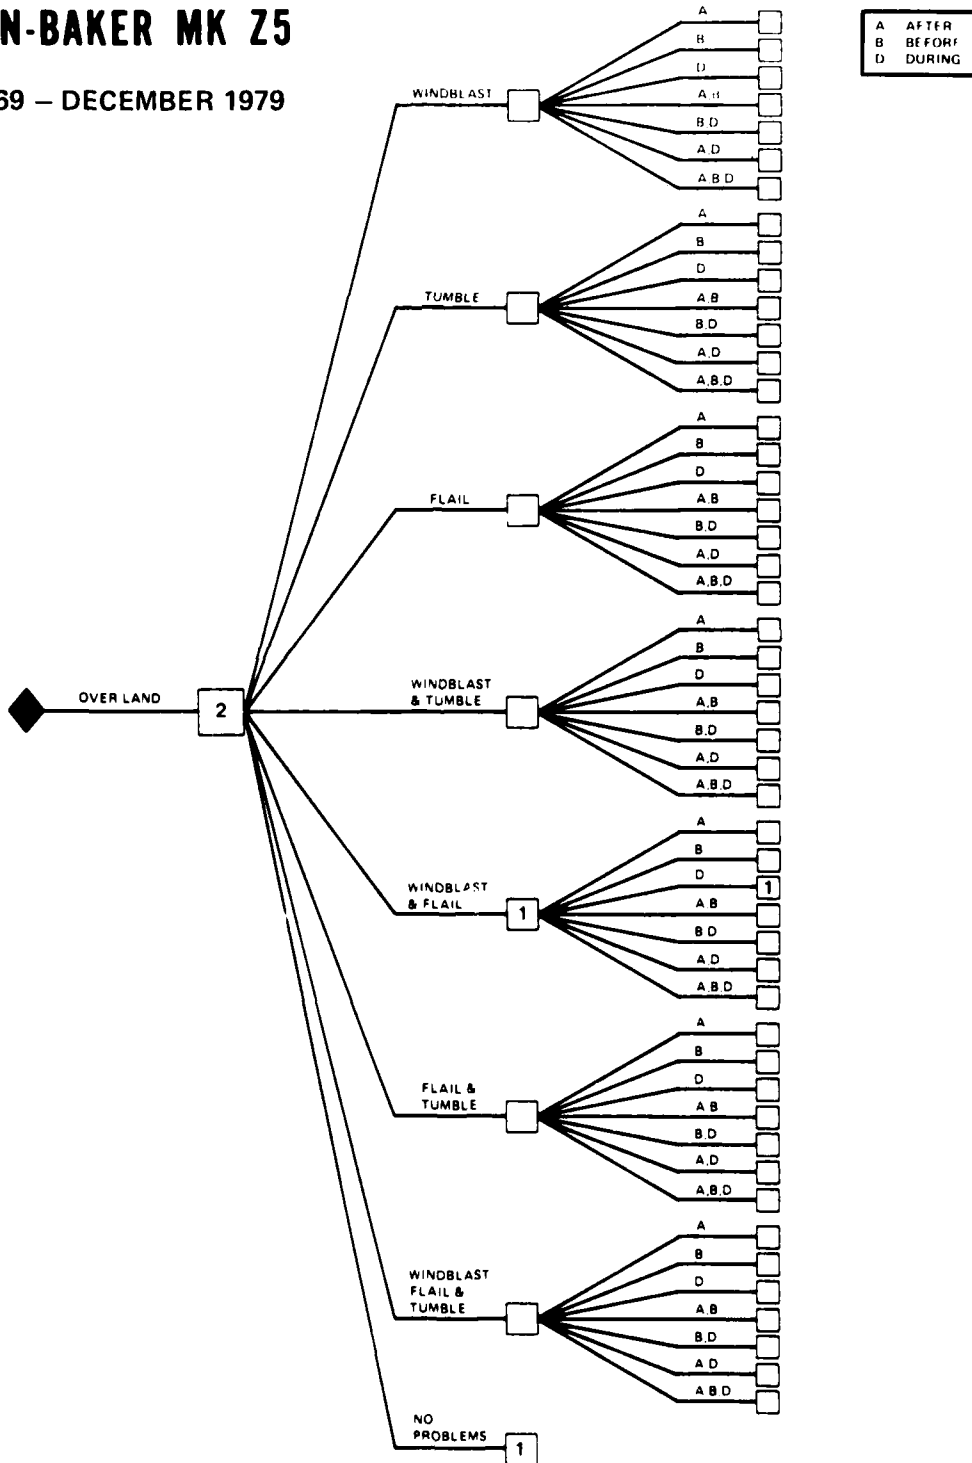 N-BAKER MK Z5
69 – DECEMBER 1979
A AFTER
B BEFORE
D DURING
WINDBLAST
A
B
D
A,B
B,D
A,D
A,B,D
TUMBLE
A
B
D
A,B
B,D
A,D
A,B,D
FLAIL
A
B
D
A,B
B,D
A,D
A,B,D
OVER LAND
2
WINDBLAST
& TUMBLE
A
B
D
A,B
B,D
A,D
A,B,D
WINDBLAST
& FLAIL
1
A
B
D
1
A B
B D
A,D
A,B,D
FLAIL &
TUMBLE
A
B
D
A B
B,D
A,D
A,B,D
WINDBLAST
FLAIL &
TUMBLE
A
B
D
A,B
B,D
A D
A B D
NO
PROBLEMS
1